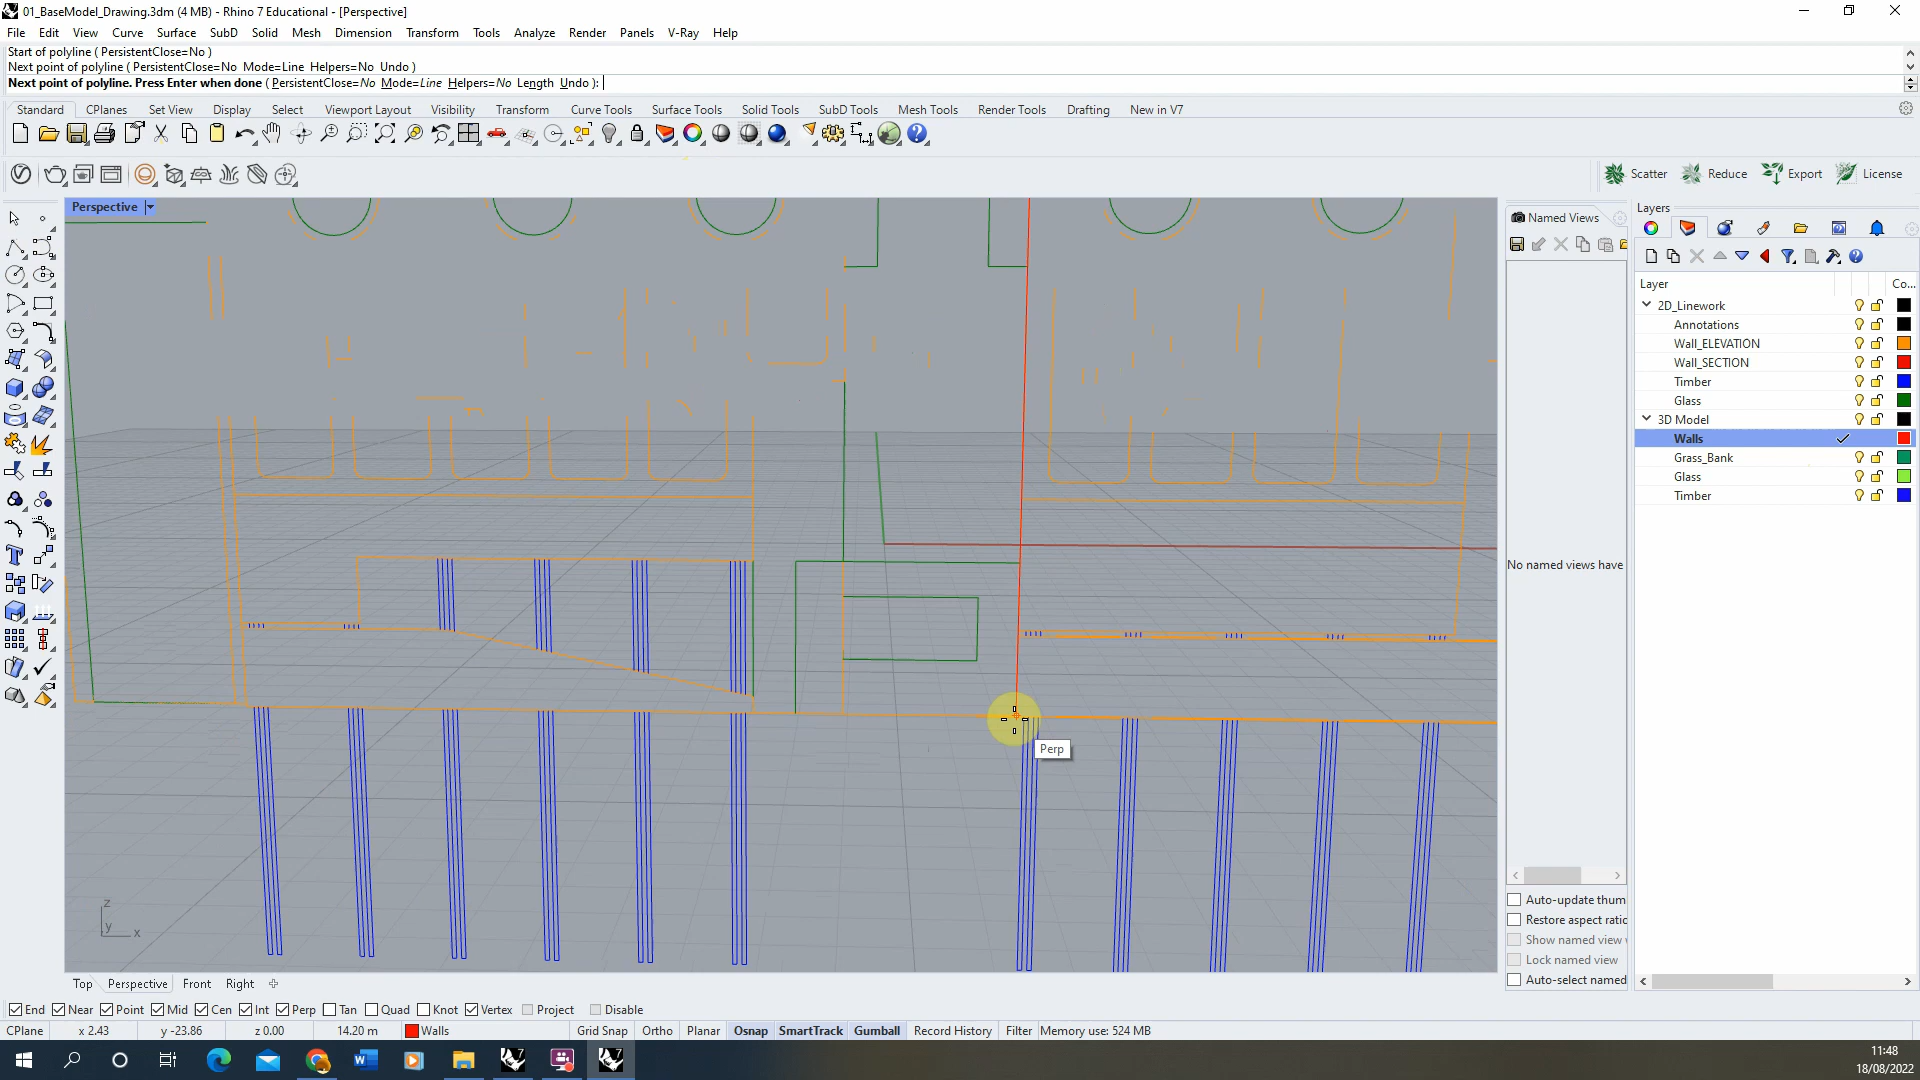 01_BaseModel_Drawing.3dm (4 MB) - Rhino 7 Educational - [Perspective]
File Edit View Curve Surface SubD Solid Mesh Dimension Transform Tools Analyze Render Panels V-Ray Help
Start of polyline ( PersistentClose=No )
Next point of polyline ( PersistentClose=No Mode=Line Helpers=No Undo )
Next point of polyline. Press Enter when done ( PersistentClose=No Mode=Line Helpers=No Length Undo ):
Standard CPlanes Set View Display Select Viewport Layout Visibility Transform Curve Tools Surface Tools Solid Tools SubD Tools Mesh Tools Render Tools Drafting New in V7
Scatter Reduce Export License
Perspective
Named Views
Layers
Layer Co...
2D_Linework
Annotations
Wall_ELEVATION
Wall_SECTION
Timber
Glass
3D Model
Walls
Grass_Bank
Glass
Timber
No named views have
Perp
z
y x
Auto-update thum
Restore aspect ratio
Show named view
Lock named view
Auto-select named
Top Perspective Front Right
End Near Point Mid Cen Int Perp Tan Quad Knot Vertex Project Disable
CPlane x 2.43 y -23.86 z 0.00 14.20 m Walls Grid Snap Ortho Planar Osnap SmartTrack Gumball Record History Filter Memory use: 524 MB
11:48
18/08/2022